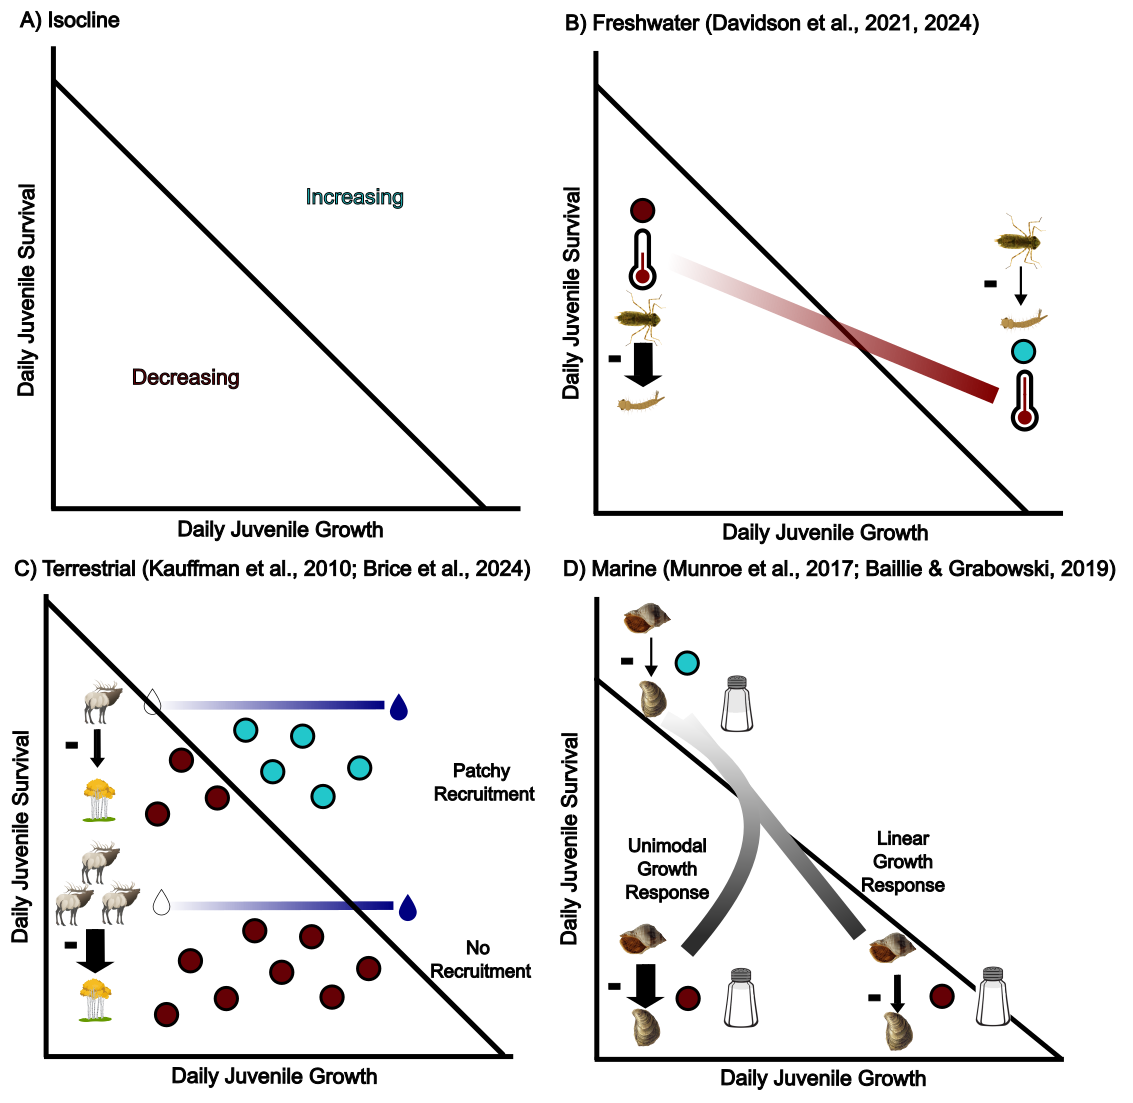 A) Isocline
Daily Juvenile Survival
Increasing
Decreasing
Daily Juvenile Growth
B) Freshwater (Davidson et al., 2021, 2024)
Daily Juvenile Survival
-
-
Daily Juvenile Growth
C) Terrestrial (Kauffman et al., 2010; Brice et al., 2024)
Daily Juvenile Survival
-
Patchy
Recruitment
-
No
Recruitment
Daily Juvenile Growth
D) Marine (Munroe et al., 2017; Baillie & Grabowski, 2019)
Daily Juvenile Survival
-
Unimodal
Growth
Response
Linear
Growth
Response
-
-
Daily Juvenile Growth